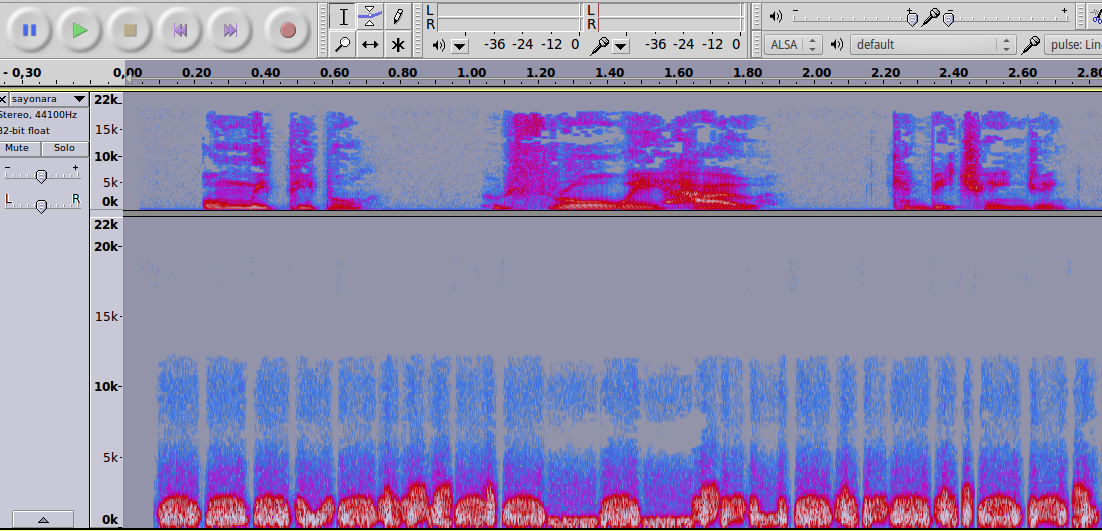 L
R
-36 -24 -12 0
L
R
-36 -24 -12 0
- +
- +
ALSA
default
pulse: Lin
- 0,30 0,00 0.20 0.40 0.60 0.80 1.00 1.20 1.40 1.60 1.80 2.00 2.20 2.40 2.60 2.80
sayonara
Stereo, 44100Hz
32-bit float
Mute Solo
- +
L R
22k
15k
10k
5k
0k
22k
20k
15k
10k
5k
0k